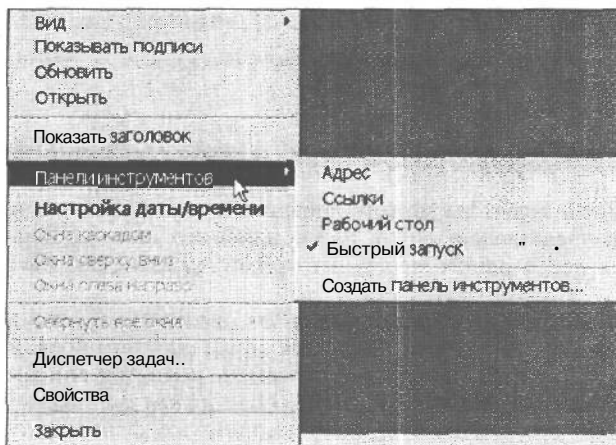 Вид
Показывать подписи
Обновить
Открыть
Показать заголовок
Панели инструментов
Адрес
Ссылки
Рабочий стол
✔ Быстрый запуск
Создать панель инструментов...
Настройка даты/времени
Окна каскадом
Окна сверху вниз
Окна слева направо
Свернуть все окна
Диспетчер задач..
Свойства
Закрыть